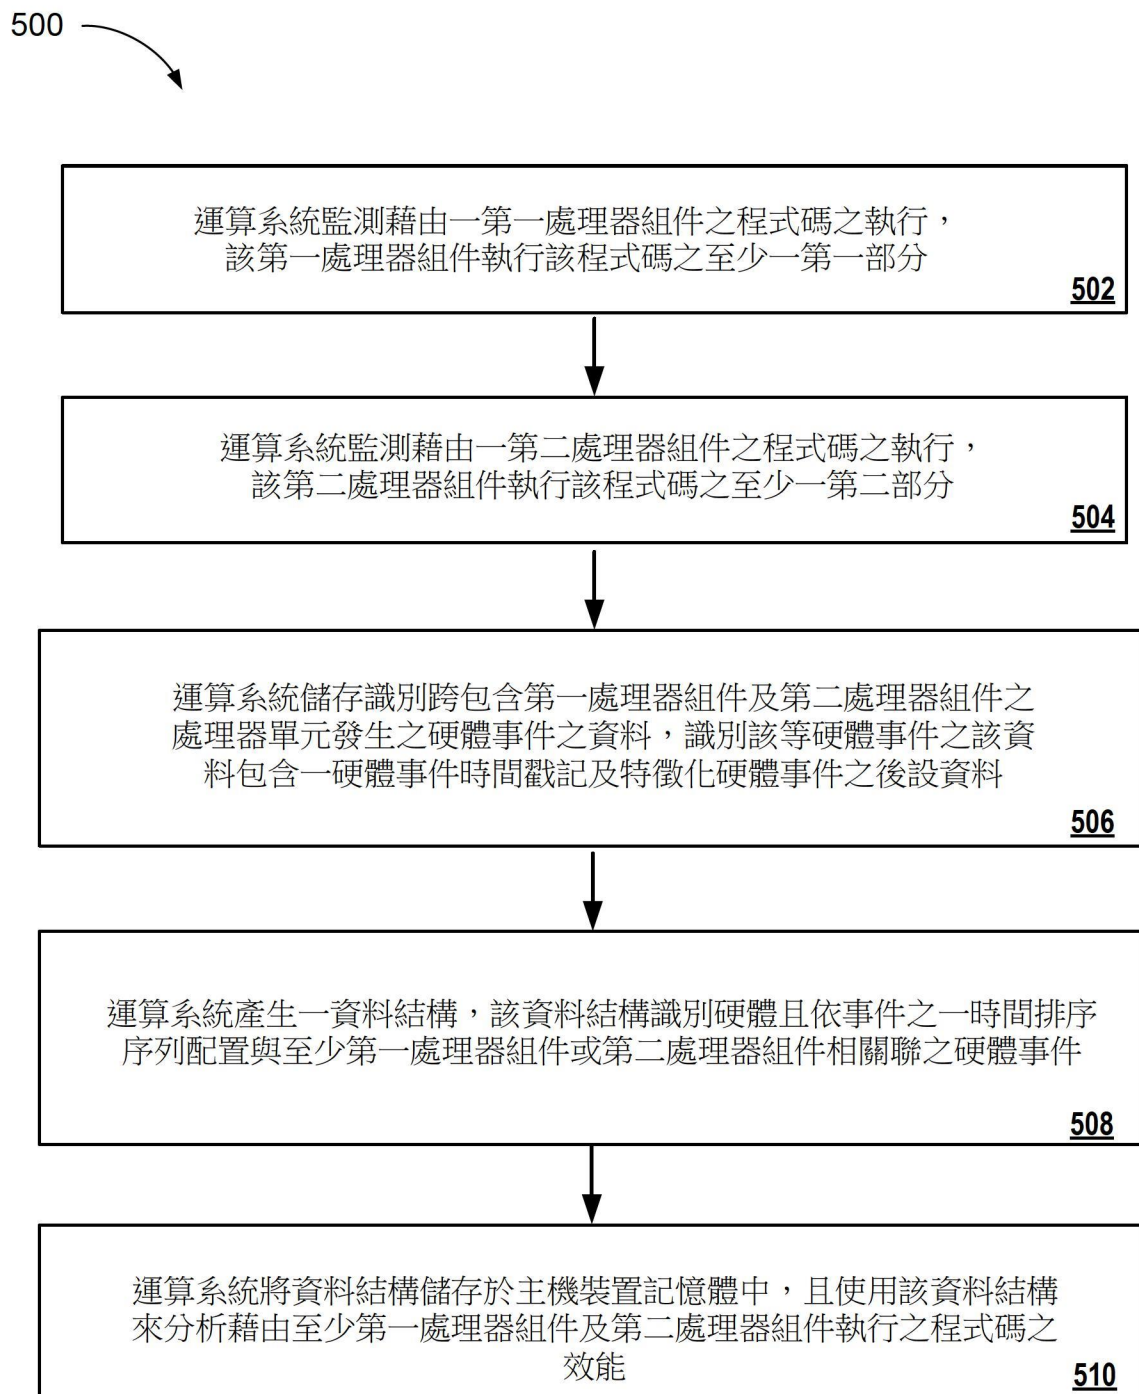 500
運算系統監測藉由一第一處理器組件之程式碼之執行，
該第一處理器組件執行該程式碼之至少一第一部分
502
運算系統監測藉由一第二處理器組件之程式碼之執行，
該第二處理器組件執行該程式碼之至少一第二部分
504
運算系統儲存識別跨包含第一處理器組件及第二處理器組件之
處理器單元發生之硬體事件之資料，識別該等硬體事件之該資
料包含一硬體事件時間戳記及特徵化硬體事件之後設資料
506
運算系統產生一資料結構，該資料結構識別硬體且依事件之一時間排序
序列配置與至少第一處理器組件或第二處理器組件相關聯之硬體事件
508
運算系統將資料結構儲存於主機裝置記憶體中，且使用該資料結構
來分析藉由至少第一處理器組件及第二處理器組件執行之程式碼之
效能
510